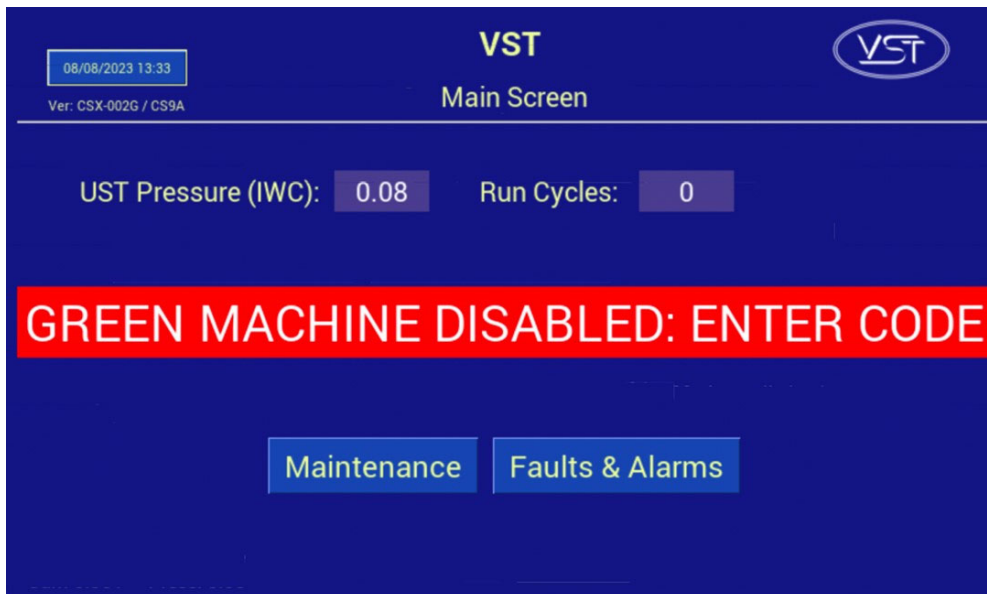 VST
VST
08/08/2023 13:33
Ver: CSX-002G / CS9A
Main Screen
UST Pressure (IWC): 0.08 Run Cycles: 0
GREEN MACHINE DISABLED: ENTER CODE
Maintenance Faults & Alarms